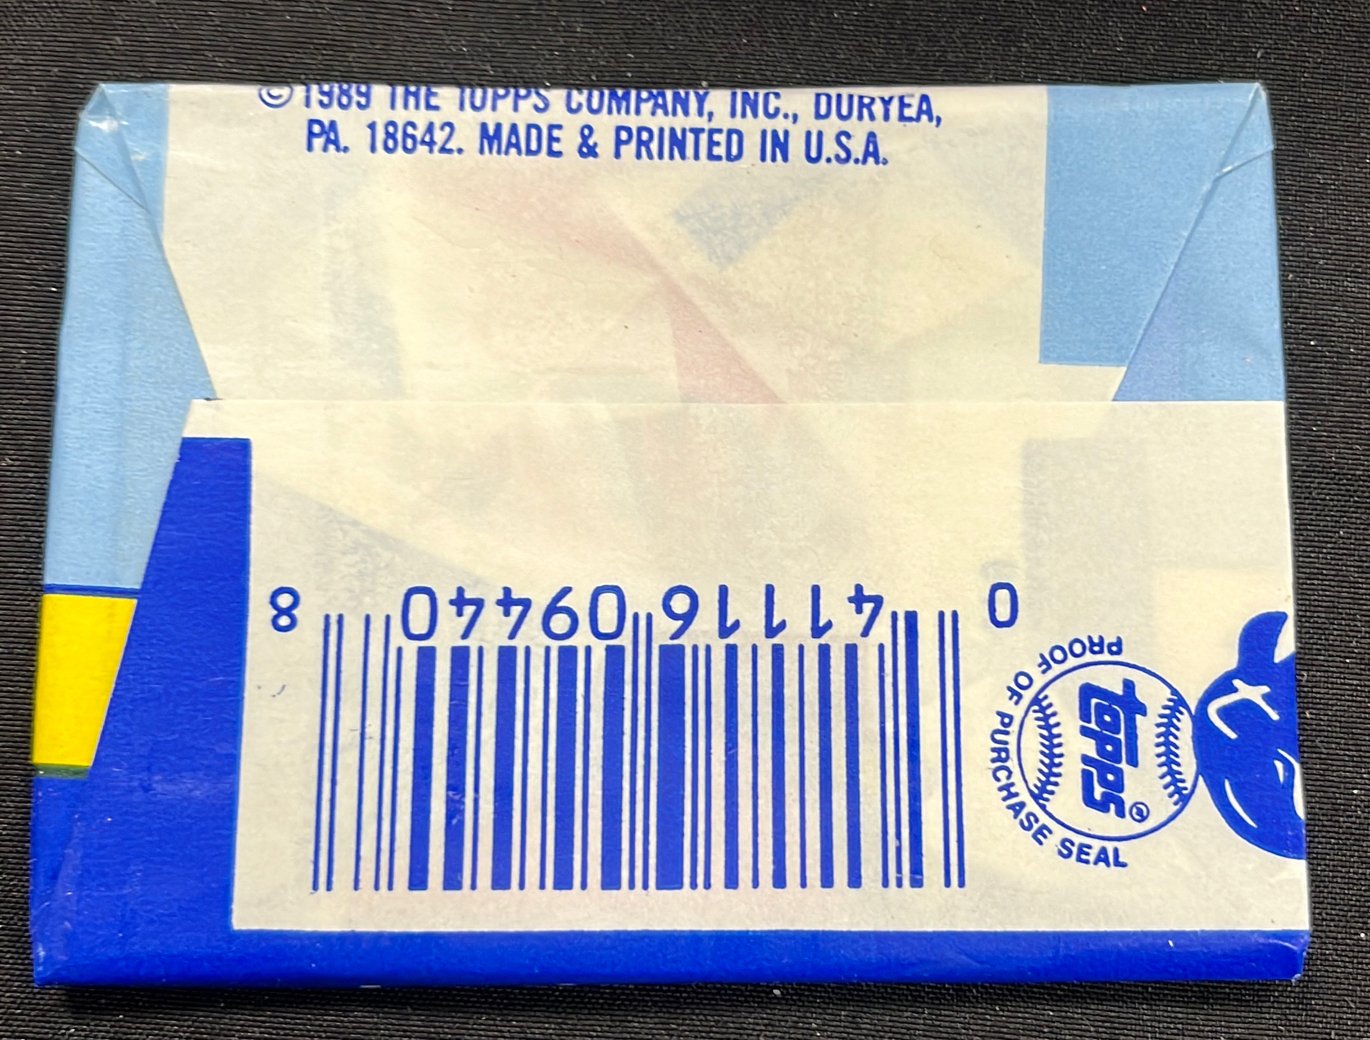 © 1989 THE TOPPS COMPANY, INC., DURYEA,
PA. 18642. MADE & PRINTED IN U.S.A.
0 41116 09440 8
PROOF OF PURCHASE SEAL
topps®